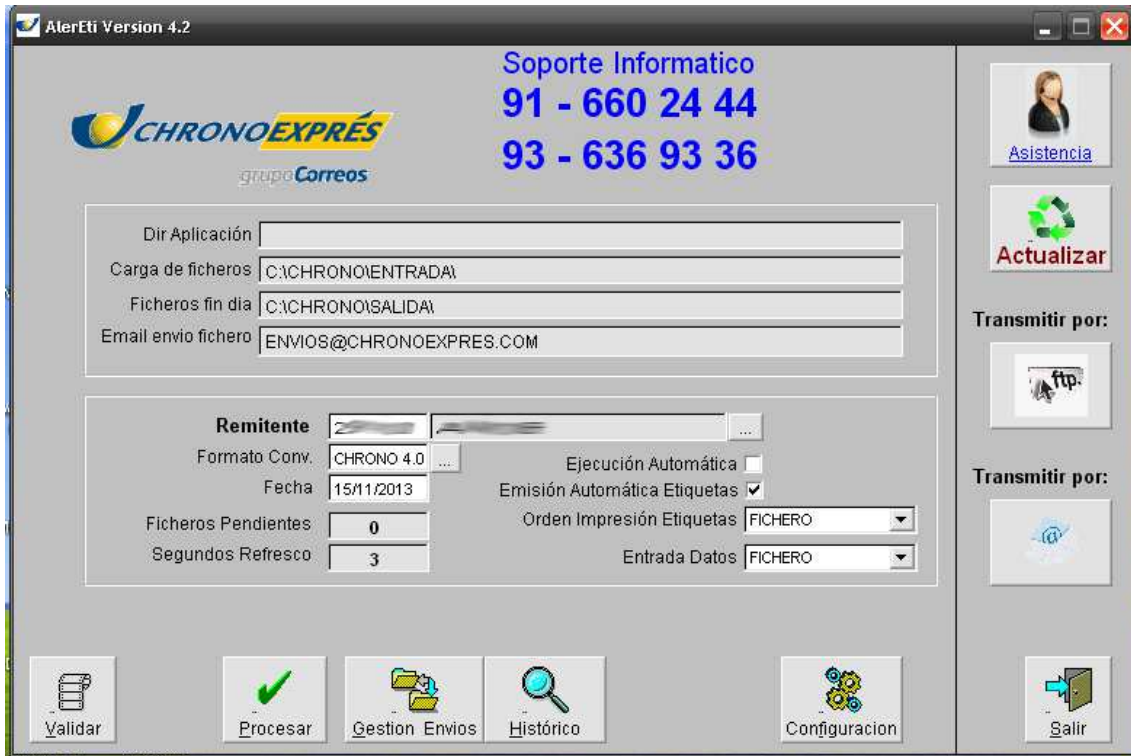 AlerEti Version 4.2
Soporte Informatico
91 - 660 24 44
93 - 636 93 36
CHRONOEXPRÉS
grupoCorreos
Asistencia
Actualizar
Dir Aplicación
Carga de ficheros C:\CHRONO\ENTRADA\
Ficheros fin dia C:\CHRONO\SALIDA\
Email envio fichero ENVIOS@CHRONOEXPRES.COM
Transmitir por:
ftp.
Remitente ...
Formato Conv. CHRONO 4.0 ...
Fecha 15/11/2013
Ficheros Pendientes 0
Segundos Refresco 3
Ejecución Automática
Emisión Automática Etiquetas
Orden Impresión Etiquetas FICHERO
Entrada Datos FICHERO
Transmitir por:
@
Validar
Procesar
Gestion Envios
Histórico
Configuracion
Salir